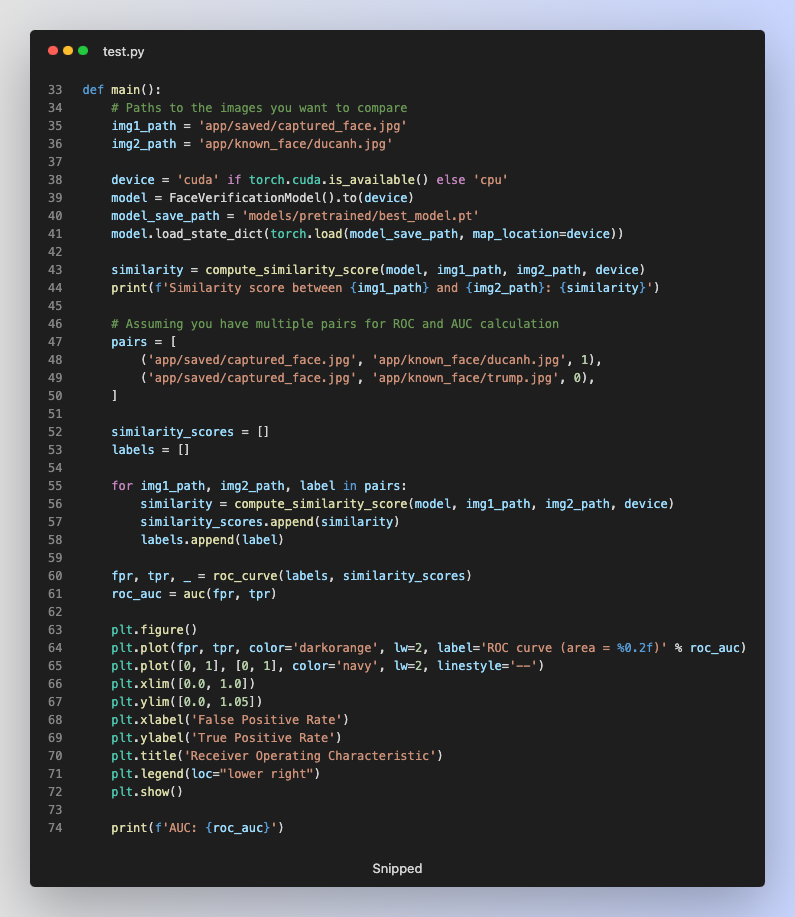 test.py
33 def main():
34     # Paths to the images you want to compare
35     img1_path = 'app/saved/captured_face.jpg'
36     img2_path = 'app/known_face/ducanh.jpg'
37
38     device = 'cuda' if torch.cuda.is_available() else 'cpu'
39     model = FaceVerificationModel().to(device)
40     model_save_path = 'models/pretrained/best_model.pt'
41     model.load_state_dict(torch.load(model_save_path, map_location=device))
42
43     similarity = compute_similarity_score(model, img1_path, img2_path, device)
44     print(f'Similarity score between {img1_path} and {img2_path}: {similarity}')
45
46     # Assuming you have multiple pairs for ROC and AUC calculation
47     pairs = [
48         ('app/saved/captured_face.jpg', 'app/known_face/ducanh.jpg', 1),
49         ('app/saved/captured_face.jpg', 'app/known_face/trump.jpg', 0),
50     ]
51
52     similarity_scores = []
53     labels = []
54
55     for img1_path, img2_path, label in pairs:
56         similarity = compute_similarity_score(model, img1_path, img2_path, device)
57         similarity_scores.append(similarity)
58         labels.append(label)
59
60     fpr, tpr, _ = roc_curve(labels, similarity_scores)
61     roc_auc = auc(fpr, tpr)
62
63     plt.figure()
64     plt.plot(fpr, tpr, color='darkorange', lw=2, label='ROC curve (area = %0.2f)' % roc_auc)
65     plt.plot([0, 1], [0, 1], color='navy', lw=2, linestyle='--')
66     plt.xlim([0.0, 1.0])
67     plt.ylim([0.0, 1.05])
68     plt.xlabel('False Positive Rate')
69     plt.ylabel('True Positive Rate')
70     plt.title('Receiver Operating Characteristic')
71     plt.legend(loc="lower right")
72     plt.show()
73
74     print(f'AUC: {roc_auc}')
Snipped